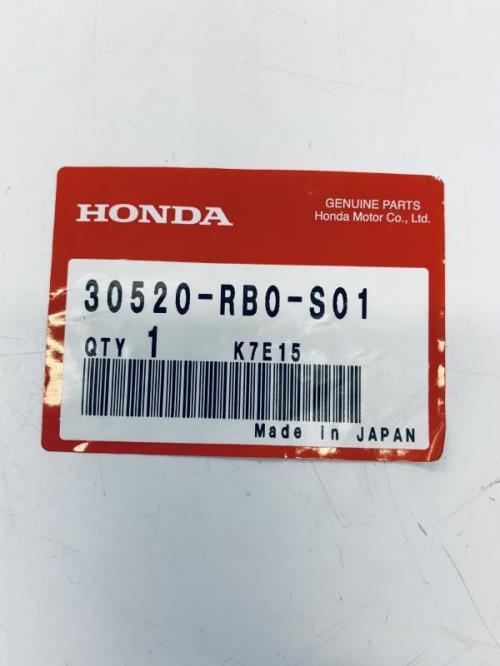 HONDA
GENUINE PARTS
Honda Motor Co., Ltd.
30520-RB0-S01
QTY 1 K7E15
Made in JAPAN